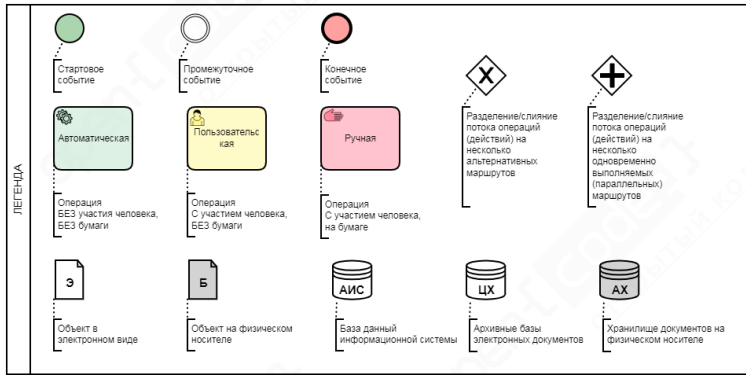 ЛЕГЕНДА
Стартовое
событие
Промежуточное
событие
Конечное
событие
X
Разделение/слияние
потока операций
(действий) на
несколько
альтернативных
маршрутов
Разделение/слияние
потока операций
(действий) на
несколько
одновременно
выполняемых
(параллельных)
маршрутов
Автоматическая
Пользовательс
кая
Ручная
Операция
БЕЗ участия человека,
БЕЗ бумаги
Операция
С участием человека,
БЕЗ бумаги
Операция
С участием человека,
на бумаге
Э
Б
АИС
ЦХ
АХ
Объект в
электронном виде
Объект на физическом
носителе
База данный
информационной системы
Архивные базы
электронных документов
Хранилище документов на
физическом носителе